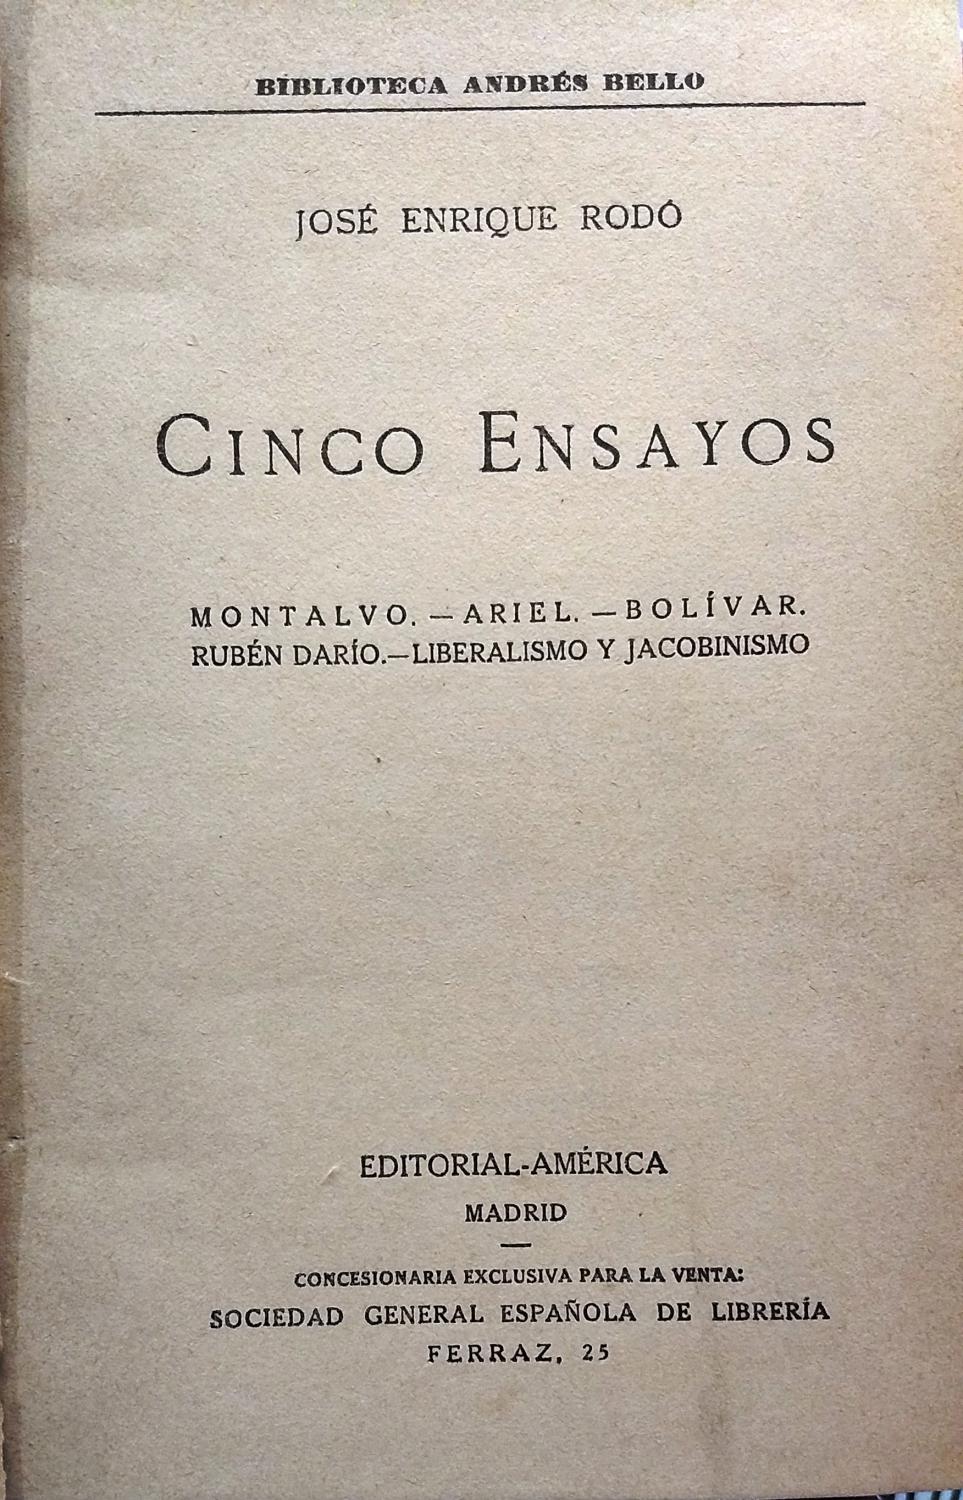 BIBLIOTECA ANDRÉS BELLO
JOSÉ ENRIQUE RODÓ
CINCO ENSAYOS
MONTALVO. — ARIEL. — BOLÍVAR.
RUBÉN DARÍO.—LIBERALISMO Y JACOBINISMO
EDITORIAL-AMÉRICA
MADRID
CONCESIONARIA EXCLUSIVA PARA LA VENTA:
SOCIEDAD GENERAL ESPAÑOLA DE LIBRERÍA
FERRAZ, 25